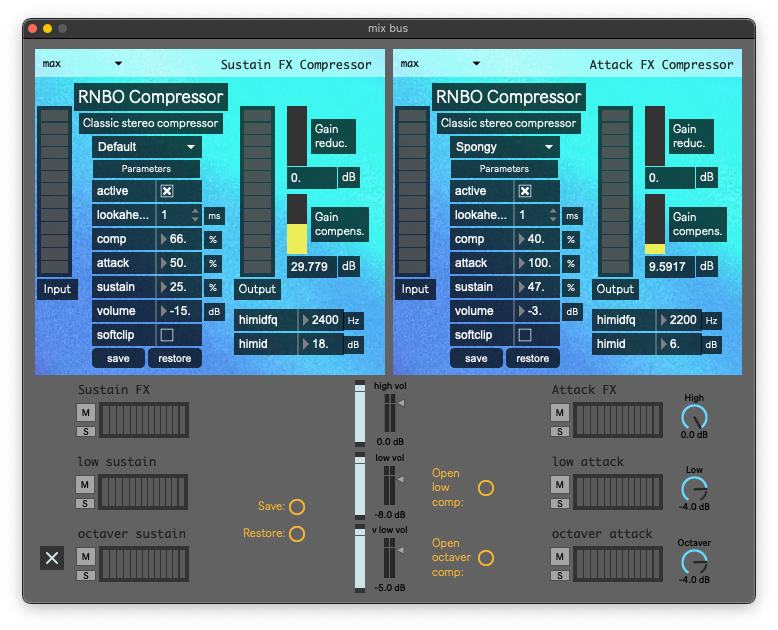 mix bus
max
Sustain FX Compressor
RNBO Compressor
Classic stereo compressor
Default
Parameters
active
lookahe... 1 ms
comp 66. %
attack 50. %
sustain 25. %
volume -15. dB
softclip
save restore
Input
Output
Gain
reduc.
0. dB
Gain
compens.
29.779 dB
himidfq 2400 Hz
himid 18. dB
max
Attack FX Compressor
RNBO Compressor
Classic stereo compressor
Spongy
Parameters
active
lookahe... 1 ms
comp 40. %
attack 100. %
sustain 47. %
volume -3. dB
softclip
save restore
Input
Output
Gain
reduc.
0. dB
Gain
compens.
9.5917 dB
himidfq 2200 Hz
himid 6. dB
Sustain FX
M
S
low sustain
M
S
octaver sustain
M
S
Save:
Restore:
high vol
0.0 dB
low vol
-8.0 dB
v low vol
-5.0 dB
Open
low
comp:
Open
octaver
comp:
Attack FX
M
S
High
0.0 dB
low attack
M
S
Low
-4.0 dB
octaver attack
M
S
Octaver
-4.0 dB